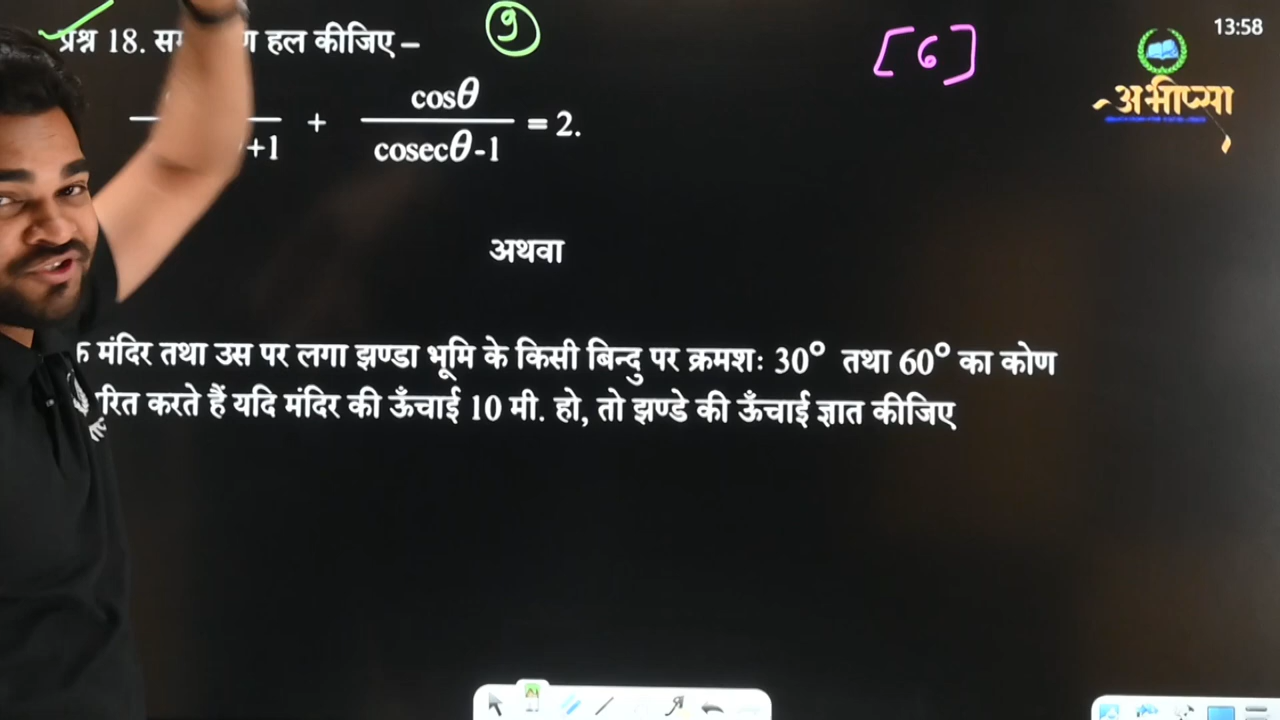 प्रश्न 18. हल कीजिए –
9
[6]
13:58
अभीप्सा
cosθ
+ = 2.
+1 cosecθ-1
अथवा
मंदिर तथा उस पर लगा झण्डा भूमि के किसी बिन्दु पर क्रमशः 30° तथा 60° का कोण
करते हैं यदि मंदिर की ऊँचाई 10 मी. हो, तो झण्डे की ऊँचाई ज्ञात कीजिए